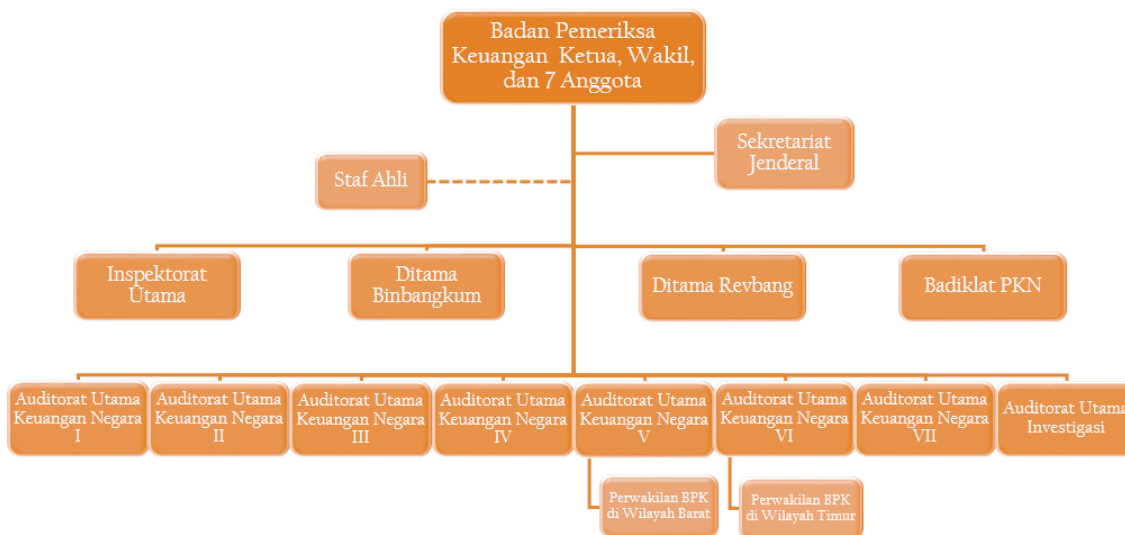 Badan Pemeriksa
Keuangan Ketua, Wakil,
dan 7 Anggota
Sekretariat
Jenderal
Staf Ahli
Inspektorat
Utama
Ditama
Binbangkum
Ditama Revbang
Badiklat PKN
Auditorat Utama
Keuangan Negara
I
Auditorat Utama
Keuangan Negara
II
Auditorat Utama
Keuangan Negara
III
Auditorat Utama
Keuangan Negara
IV
Auditorat Utama
Keuangan Negara
V
Auditorat Utama
Keuangan Negara
VI
Auditorat Utama
Keuangan Negara
VII
Auditorat Utama
Investigasi
Perwakilan BPK
di Wilayah Barat
Perwakilan BPK
di Wilayah Timur